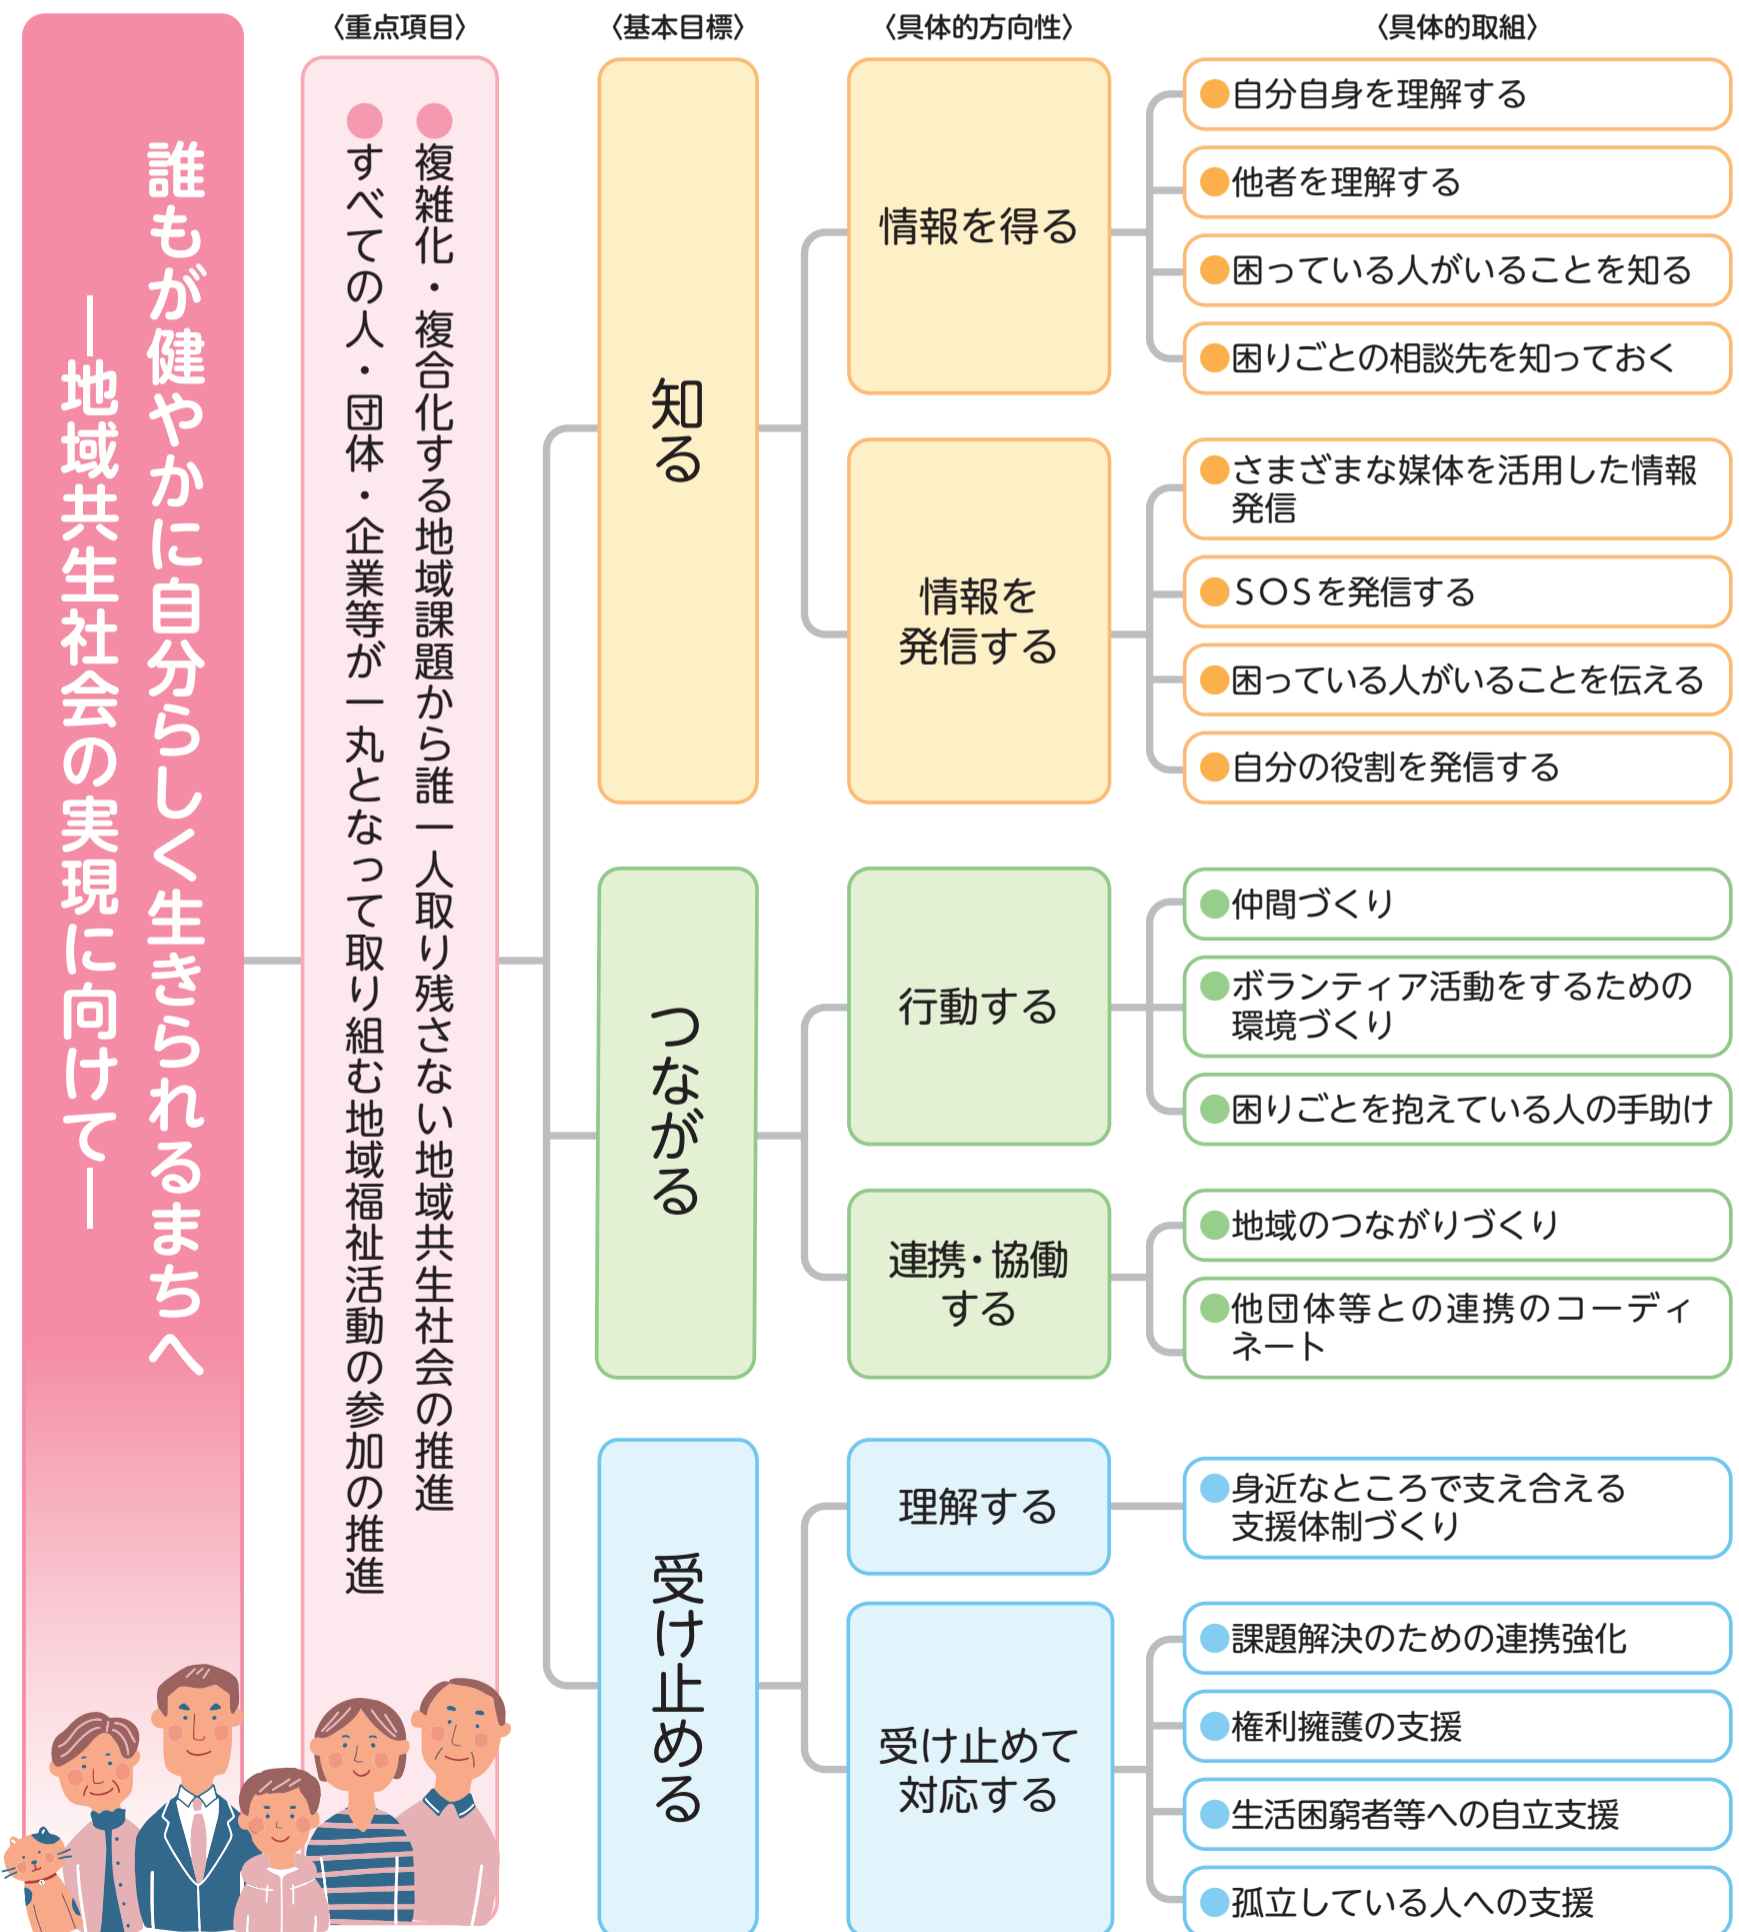 誰もが健やかに自分らしく生きられるまちへ
―地域共生社会の実現に向けて―
〈重点項目〉
●複雑化・複合化する地域課題から誰一人取り残さない地域共生社会の推進
●すべての人・団体・企業等が一丸となって取り組む地域福祉活動の参加の推進
〈基本目標〉
〈具体的方向性〉
〈具体的取組〉
知る
情報を得る
●自分自身を理解する
●他者を理解する
●困っている人がいることを知る
●困りごとの相談先を知っておく
情報を
発信する
●さまざまな媒体を活用した情報
発信
●SOSを発信する
●困っている人がいることを伝える
●自分の役割を発信する
つながる
行動する
●仲間づくり
●ボランティア活動をするための
環境づくり
●困りごとを抱えている人の手助け
連携・協働
する
●地域のつながりづくり
●他団体等との連携のコーディ
ネート
受け止める
理解する
●身近なところで支え合える
支援体制づくり
受け止めて
対応する
●課題解決のための連携強化
●権利擁護の支援
●生活困窮者等への自立支援
●孤立している人への支援